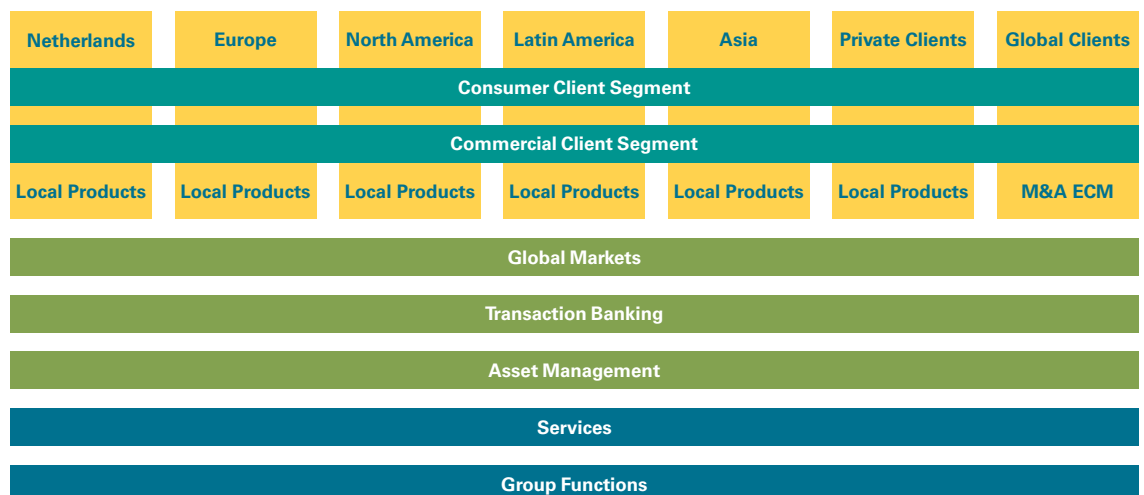 Netherlands
Europe
North America
Latin America
Asia
Private Clients
Global Clients
Consumer Client Segment
Commercial Client Segment
Local Products
Local Products
Local Products
Local Products
Local Products
Local Products
M&A ECM
Global Markets
Transaction Banking
Asset Management
Services
Group Functions